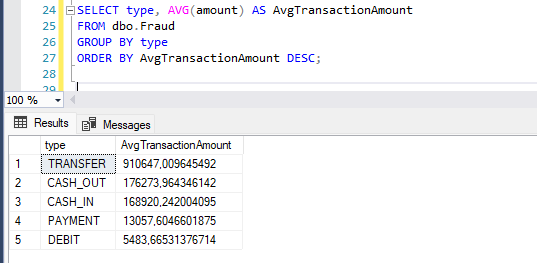 24 SELECT type, AVG(amount) AS AvgTransactionAmount
25 FROM dbo.Fraud
26 GROUP BY type
27 ORDER BY AvgTransactionAmount DESC;
28
29
100 %
Results Messages
type AvgTransactionAmount
1 TRANSFER 910647,009645492
2 CASH_OUT 176273,964346142
3 CASH_IN 168920,242004095
4 PAYMENT 13057,6046601875
5 DEBIT 5483,66531376714